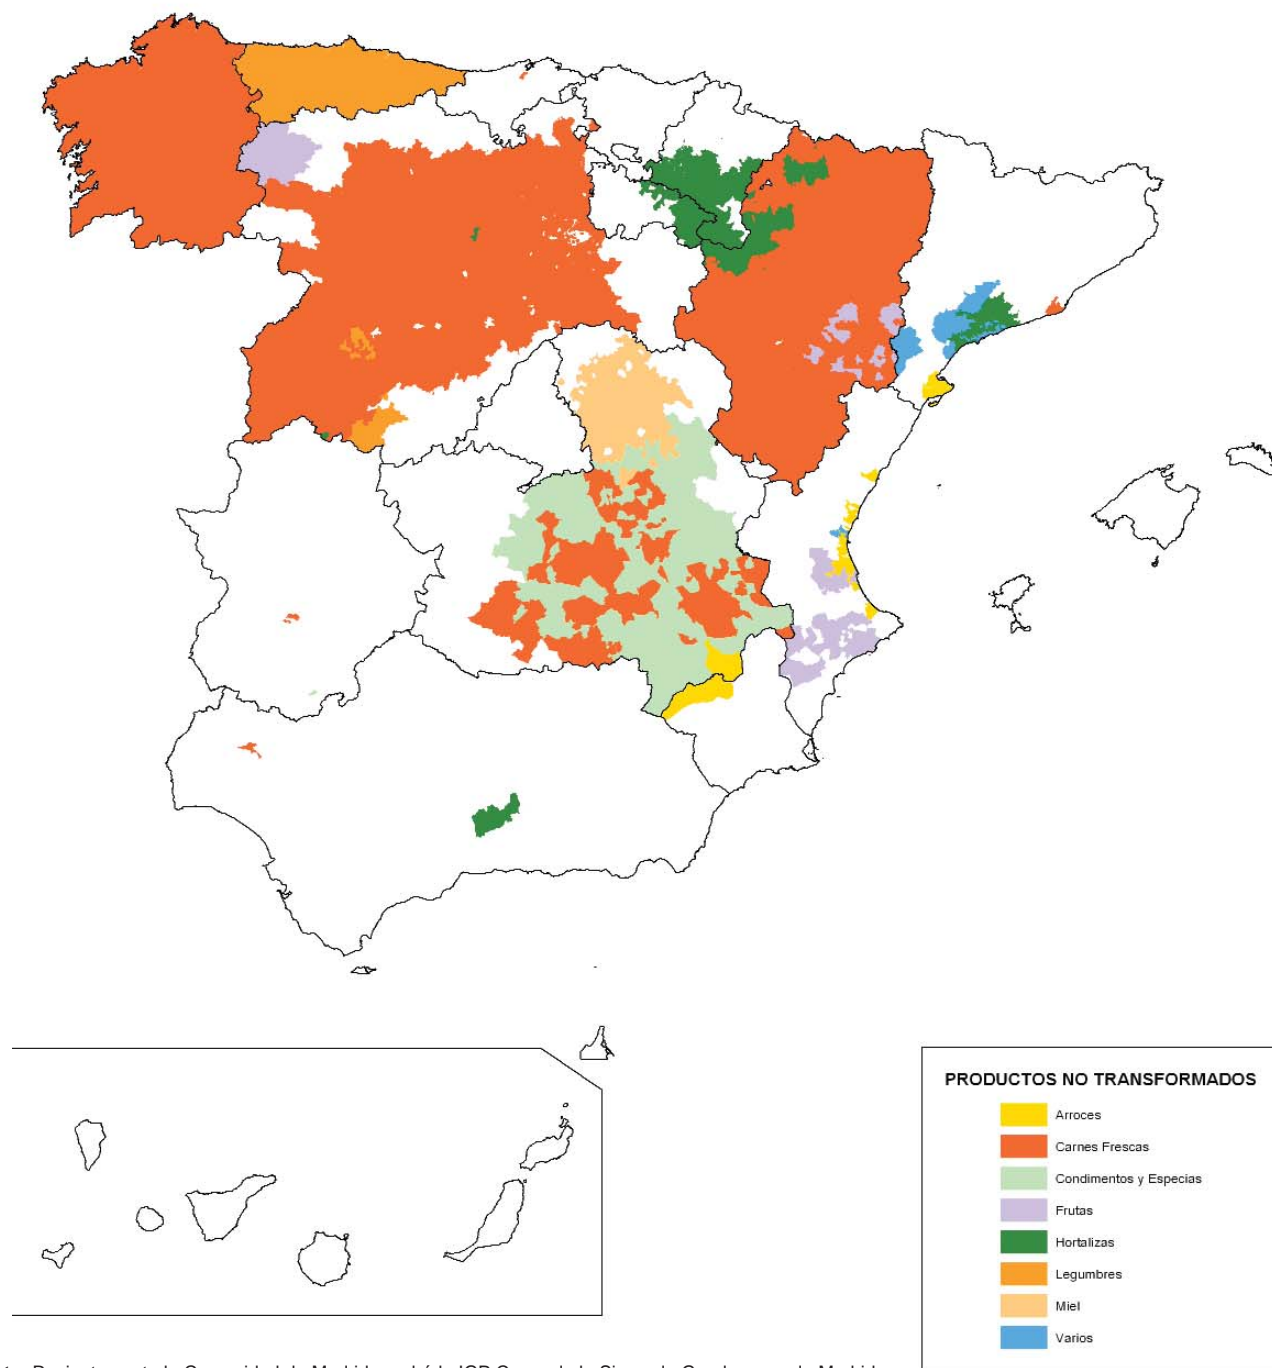 PRODUCTOS NO TRANSFORMADOS
Arroces
Carnes Frescas
Condimentos y Especias
Frutas
Hortalizas
Legumbres
Miel
Varios